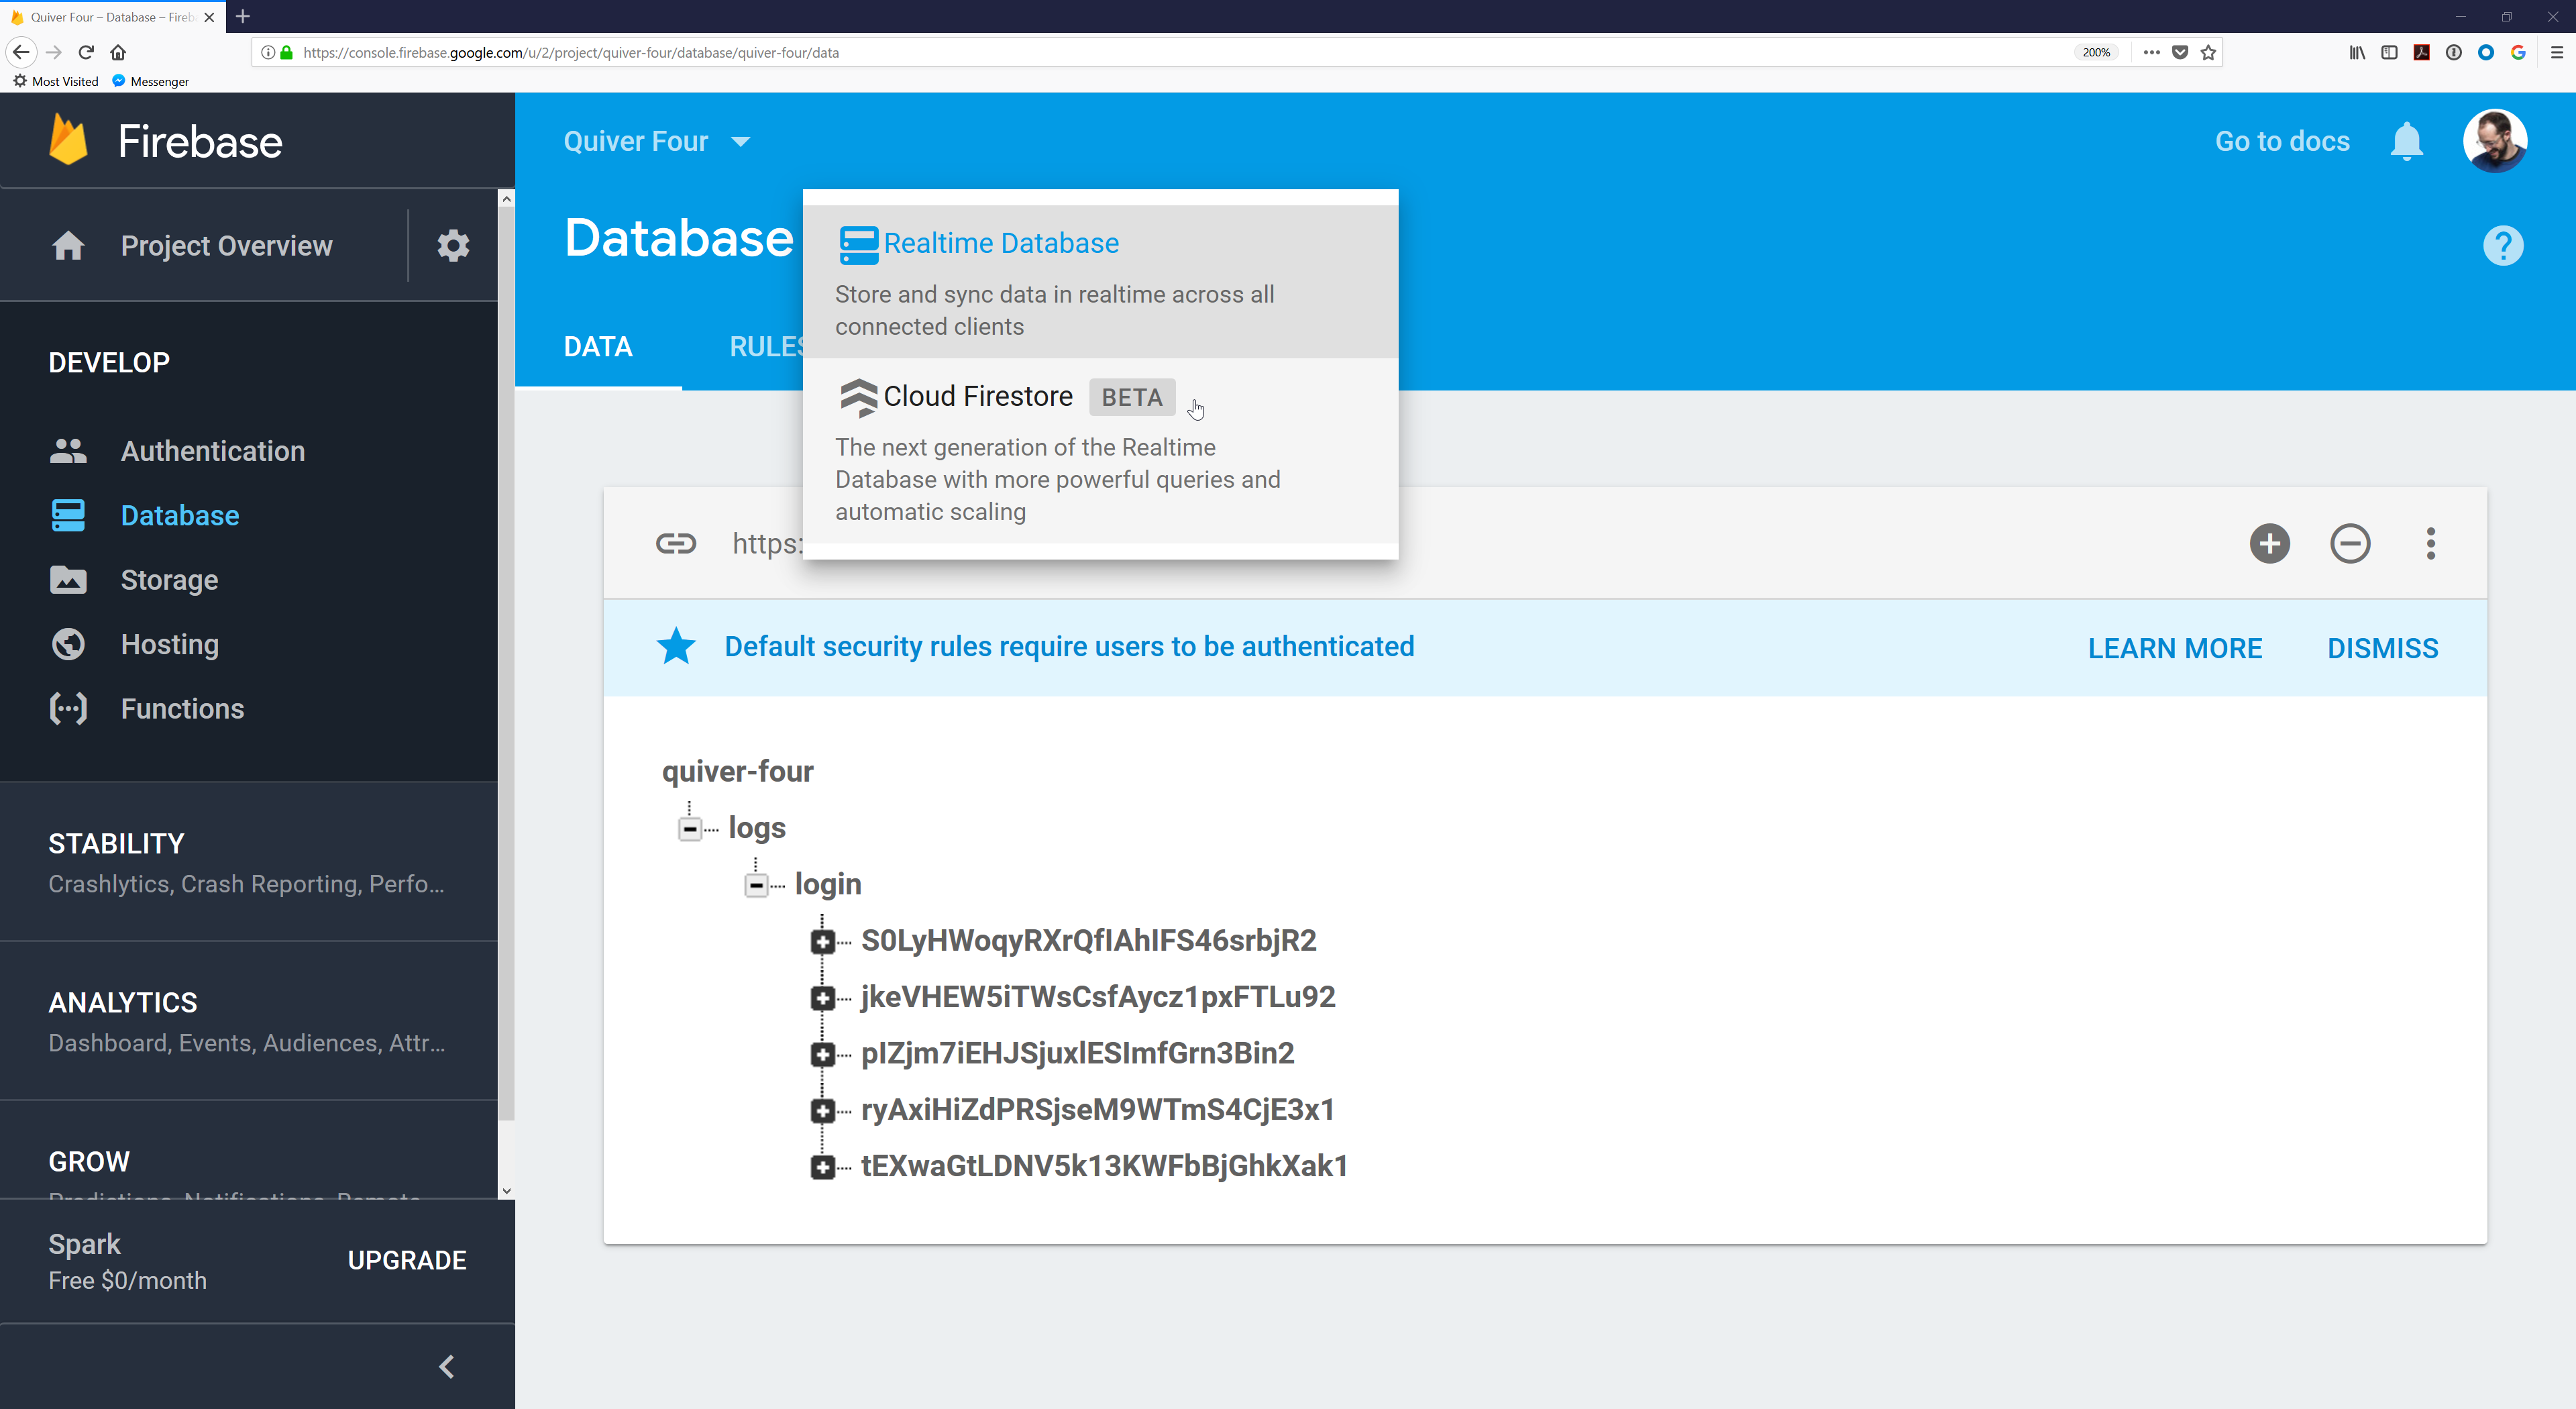 Quiver Four – Database – Fireb
https://console.firebase.google.com/u/2/project/quiver-four/database/quiver-four/data
200%
Most Visited
Messenger
Firebase
Project Overview
DEVELOP
Authentication
Database
Storage
Hosting
Functions
STABILITY
Crashlytics, Crash Reporting, Perfo...
ANALYTICS
Dashboard, Events, Audiences, Attr...
GROW
Predictions, Notifications, Remote
Spark
Free $0/month
UPGRADE
Quiver Four
Go to docs
Database
DATA
RULES
Realtime Database
Store and sync data in realtime across all
connected clients
Cloud Firestore BETA
The next generation of the Realtime
Database with more powerful queries and
automatic scaling
https:
Default security rules require users to be authenticated
LEARN MORE
DISMISS
quiver-four
logs
login
S0LyHWoqyRXrQfIAhIFS46srbjR2
jkeVHEW5iTWsCsfAycz1pxFTLu92
pIZjm7iEHJSjuxlESImfGrn3Bin2
ryAxiHiZdPRSjseM9WTmS4CjE3x1
tEXwaGtLDNV5k13KWFbBjGhkXak1